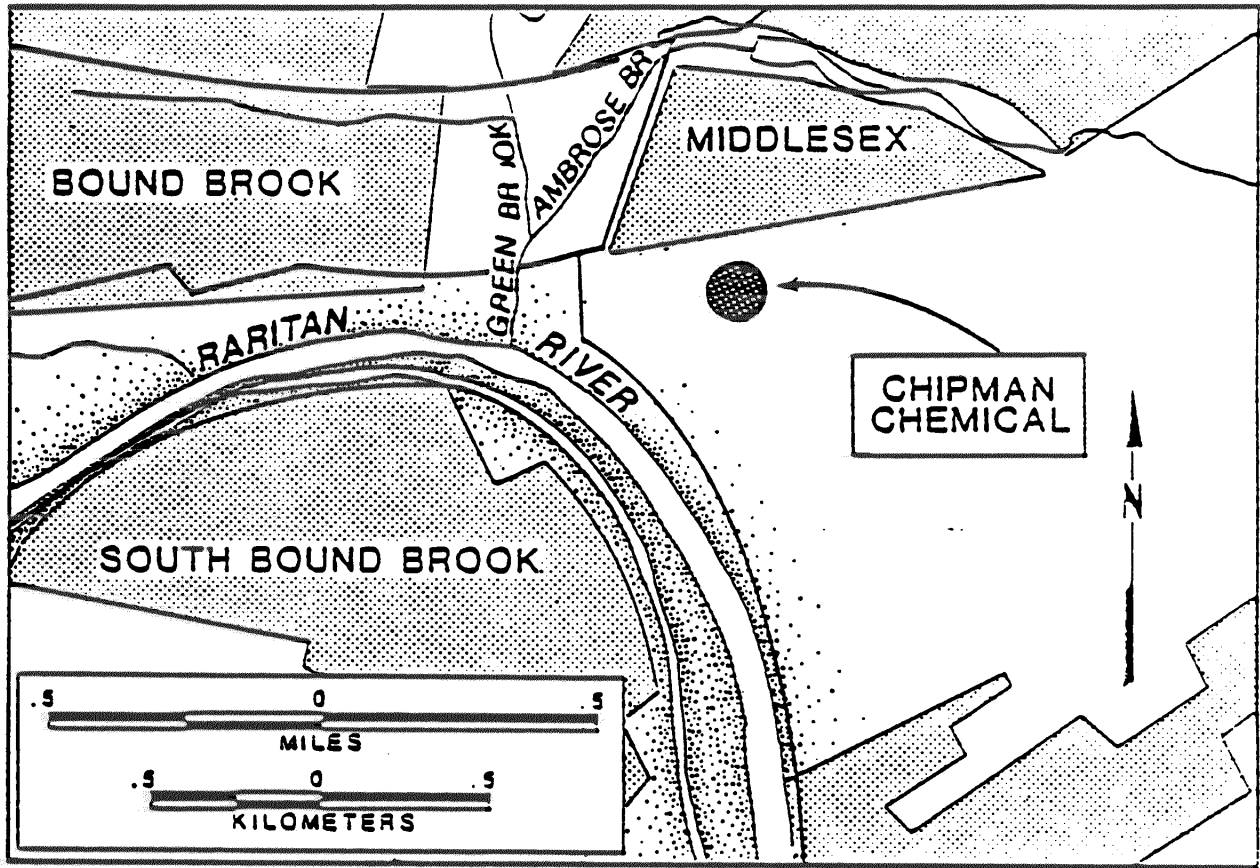 AMBROSE BR
MIDDLESEX
BOUND BROOK
GREEN BROOK
RARITAN
RIVER
CHIPMAN
CHEMICAL
N
SOUTH BOUND BROOK
.5 0 .5
MILES
.5 0 .5
KILOMETERS